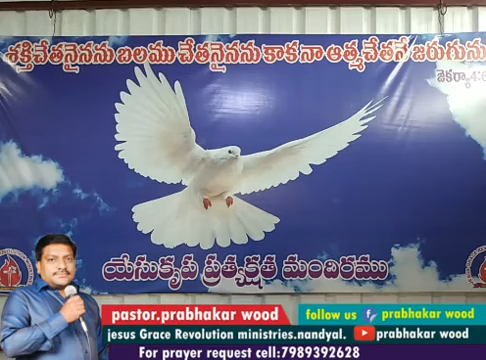 శక్తిచేతనైనను బలము చేతనైనను కాక నా ఆత్మచేతనే జరుగును
జెకర్యా4:6
యేసుకృప ప్రత్యక్షత మందిరము
pastor.prabhakar wood
follow us f prabhakar wood
jesus Grace Revolution ministries.nandyal.
prabhakar wood
For prayer request cell:7989392628